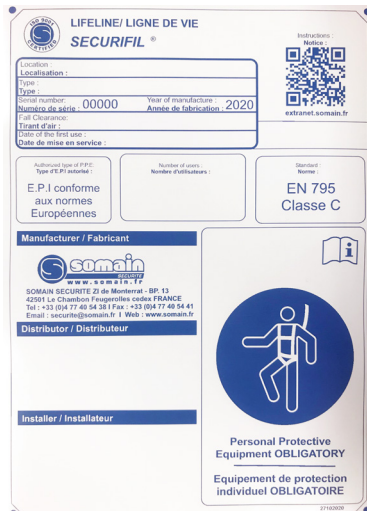 ISO 9001
CERTIFIED
LIFELINE/ LIGNE DE VIE
SECURIFIL ®
Instructions :
Notice :
extranet.somain.fr
Location :
Localisation :
Type :
Type :
Serial number:
Numéro de série : 00000
Year of manufacture :
Année de fabrication : 2020
Fall Clearance:
Tirant d'air :
Date of the first use :
Date de mise en service :
Authorized type of P.P.E:
Type d'E.P.I autorisé :
E.P.I conforme
aux normes
Européennes
Number of users :
Nombre d'utilisateurs :
Standard :
Norme :
EN 795
Classe C
Manufacturer / Fabricant
somain
SECURITE
www.somain.fr
SOMAIN SECURITE ZI de Monterrat - BP. 13
42501 Le Chambon Feugerolles cedex FRANCE
Tel : +33 (0)4 77 40 54 38 I Fax : +33 (0)4 77 40 54 41
Email : securite@somain.fr I Web : www.somain.fr
Distributor / Distributeur
Installer / Installateur
i
Personal Protective
Equipment OBLIGATORY
Equipement de protection
individuel OBLIGATOIRE
27102020